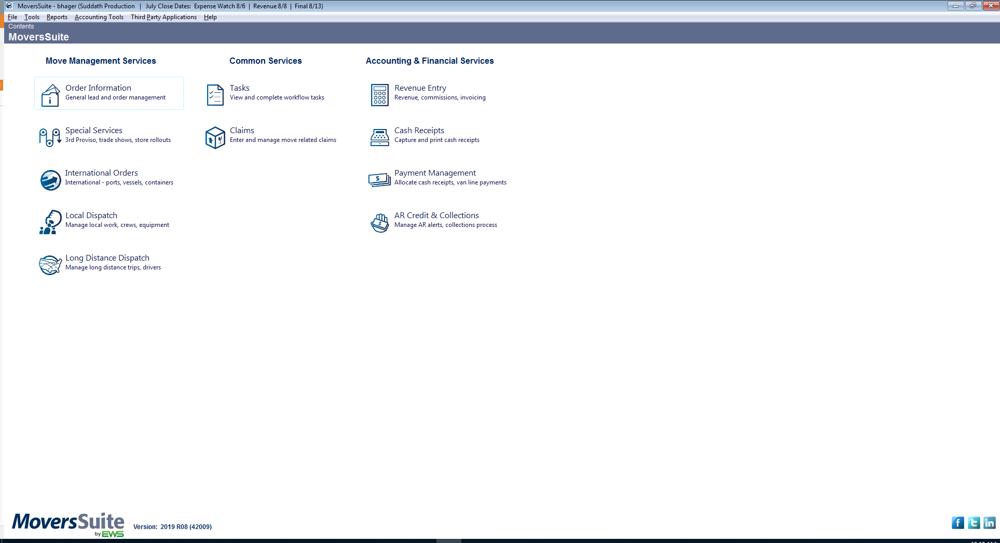 MoversSuite - bhager (Suddath Production | July Close Dates: Expense Watch 8/6 | Revenue 8/8 | Final 8/13)
File Tools Reports Accounting Tools Third Party Applications Help
Contents
MoversSuite
Move Management Services
Order Information
General lead and order management
Special Services
3rd Proviso, trade shows, store rollouts
International Orders
International - ports, vessels, containers
Local Dispatch
Manage local work, crews, equipment
Long Distance Dispatch
Manage long distance trips, drivers
Common Services
Tasks
View and complete workflow tasks
Claims
Enter and manage move related claims
Accounting & Financial Services
Revenue Entry
Revenue, commissions, invoicing
Cash Receipts
Capture and print cash receipts
Payment Management
Allocate cash receipts, van line payments
AR Credit & Collections
Manage AR alerts, collections process
MoversSuite
by EWS
Version: 2019 R08 (42009)